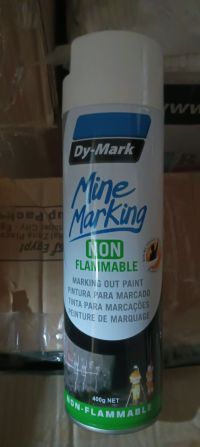 Dy-Mark
Mine
Marking
NON
FLAMMABLE
MARKING OUT PAINT
PINTURA PARA MARCADO
TINTA PARA MARCAÇÕES
PEINTURE DE MARQUAGE
400g NET
NON-FLAMMABLE
Egypt